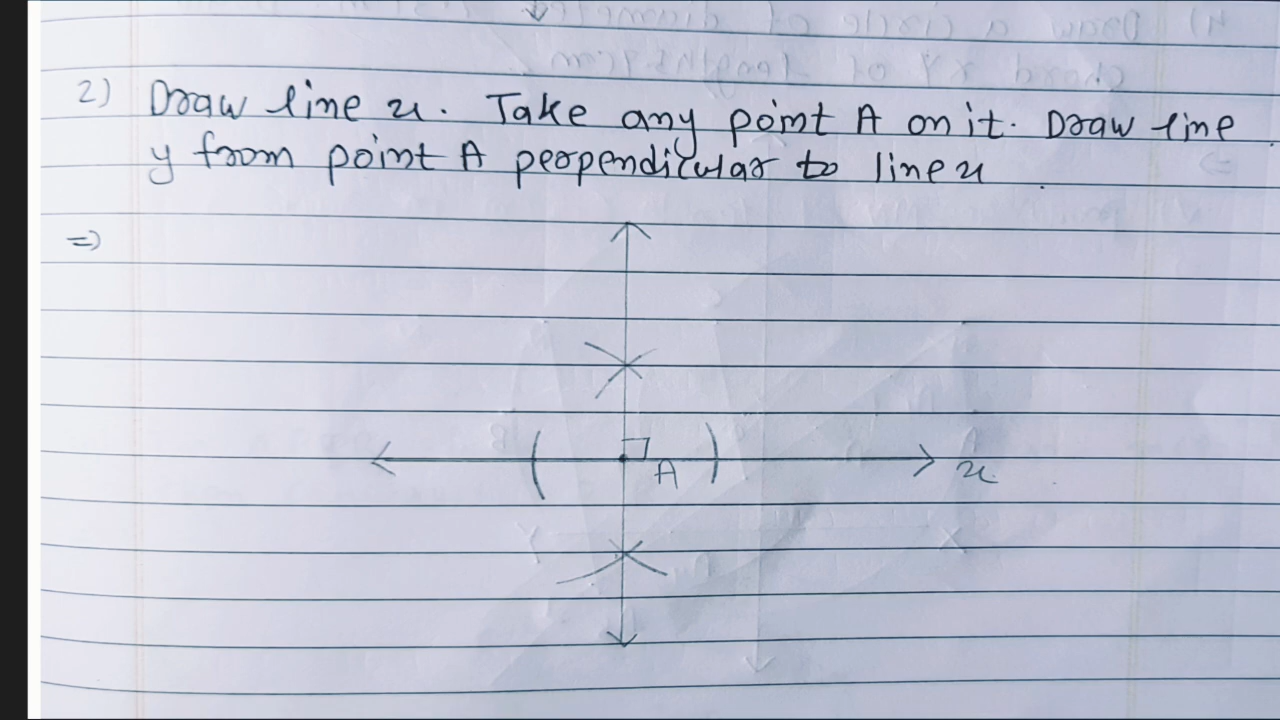 2) Draw line x. Take any point A on it. Draw line
y from point A perpendicular to line x
=>
A
x